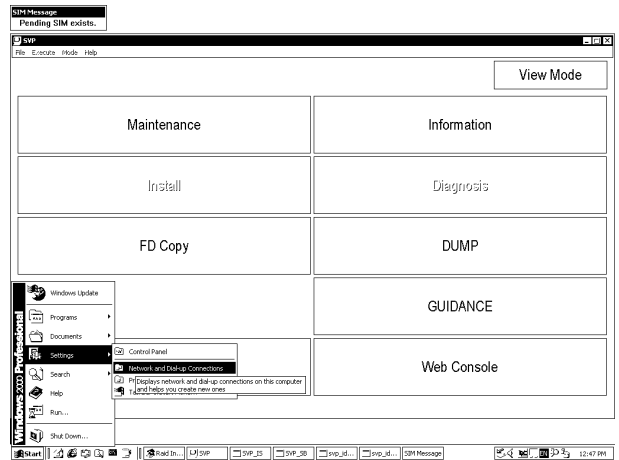 SIM Message
Pending SIM exists.
SVP
File Execute Mode Help
View Mode
Maintenance
Information
Install
Diagnosis
FD Copy
DUMP
GUIDANCE
Web Console
Windows 2000 Professional
Windows Update
Programs
Documents
Settings
Search
Help
Run...
Shut Down...
Control Panel
Network and Dial-up Connections
Displays network and dial-up connections on this computer
and helps you create new ones
Start
Raid In...
SVP
SVP_IS
SVP_SB
svp_id...
svp_id...
SIM Message
12:47 PM